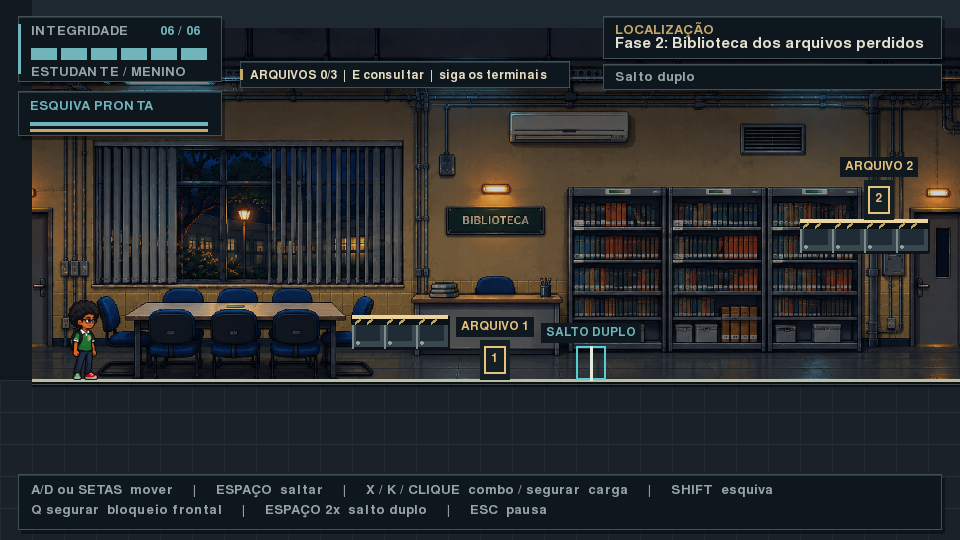 INTEGRIDADE 06 / 06
ESTUDANTE / MENINO
ESQUIVA PRONTA
ARQUIVOS 0/3 | E consultar | siga os terminais
LOCALIZAÇÃO
Fase 2: Biblioteca dos arquivos perdidos
Salto duplo
ARQUIVO 2
2
BIBLIOTECA
ARQUIVO 1
SALTO DUPLO
1
A/D ou SETAS mover | ESPAÇO saltar | X / K / CLIQUE combo / segurar carga | SHIFT esquiva
Q segurar bloqueio frontal | ESPAÇO 2x salto duplo | ESC pausa